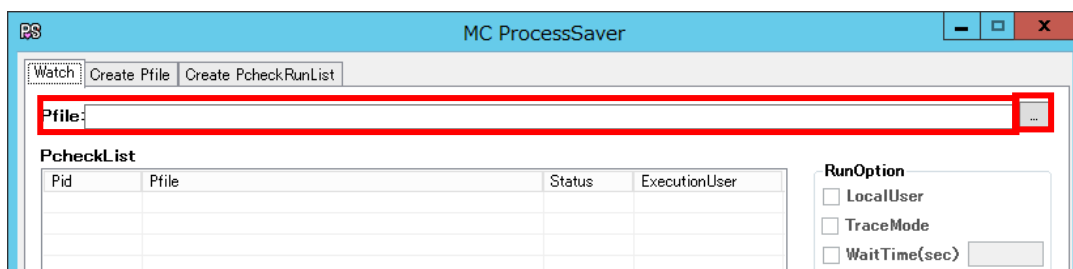 PS MC ProcessSaver X
Watch Create Pfile Create PcheckRunList
Pfile: ...
PcheckList
Pid Pfile Status ExecutionUser
RunOption
LocalUser
TraceMode
WaitTime(sec)